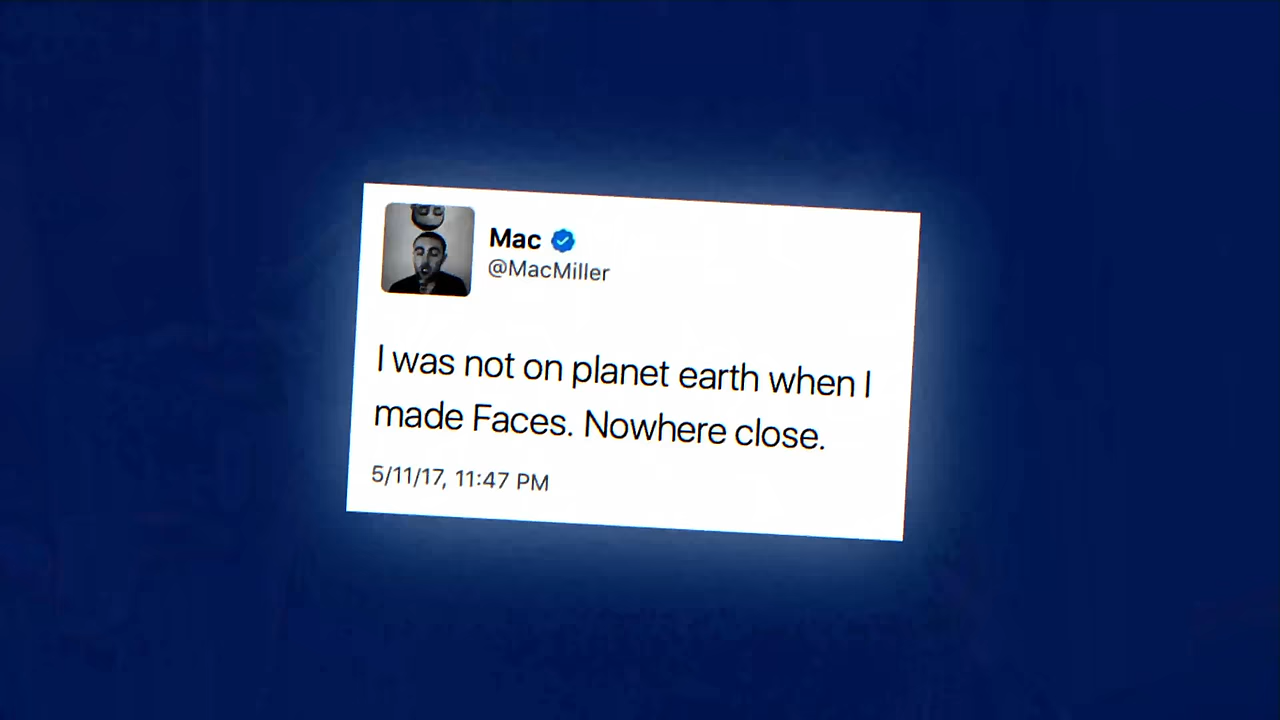 Mac
@MacMiller
I was not on planet earth when I
made Faces. Nowhere close.
5/11/17, 11:47 PM